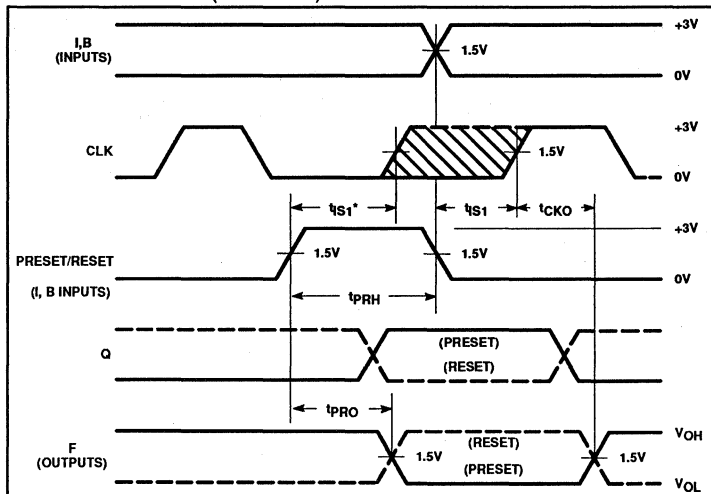 I,B
(INPUTS)
+3V
1.5V
0V
CLK
+3V
1.5V
0V
tIS1*
tIS1
tCKO
PRESET/RESET
(I, B INPUTS)
1.5V
1.5V
+3V
0V
tPRH
Q
(PRESET)
(RESET)
tPRO
F
(OUTPUTS)
1.5V
(RESET)
(PRESET)
1.5V
VOH
VOL